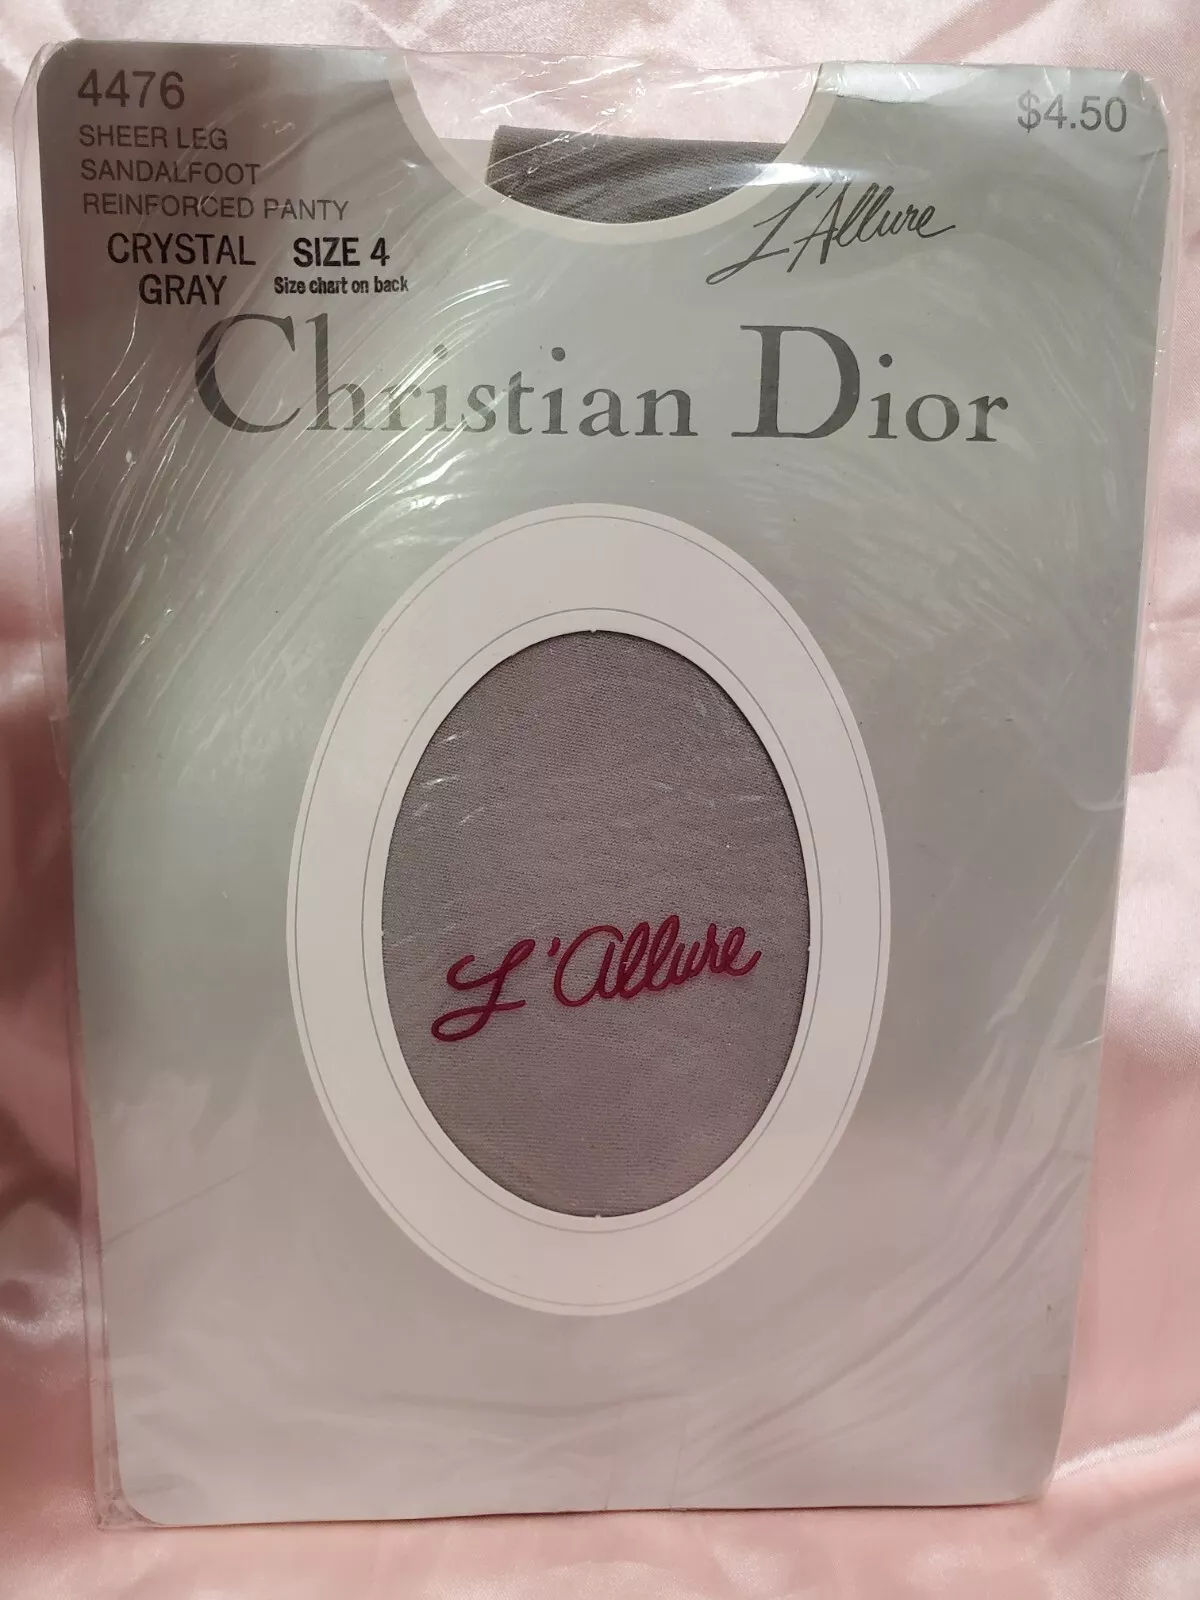 4476
SHEER LEG
SANDALFOOT
REINFORCED PANTY
CRYSTAL GRAY
SIZE 4
Size chart on back
$4.50
L'Allure
Christian Dior
L'Allure